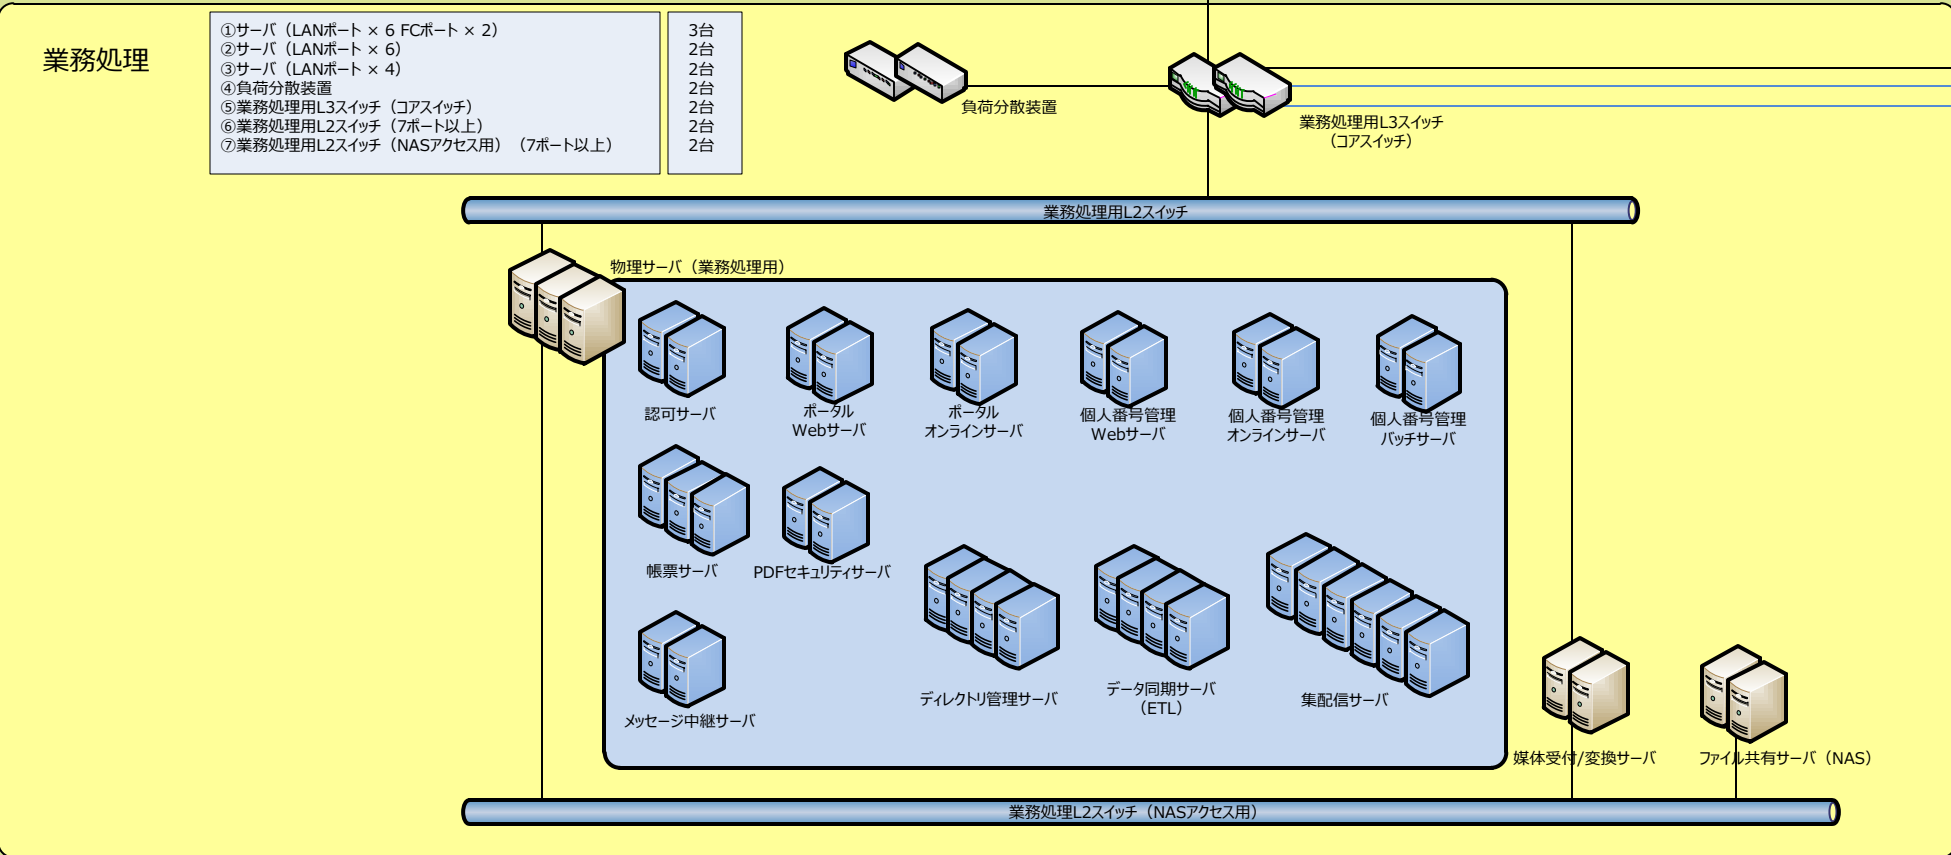 業務処理
①サーバ（LANポート × 6 FCポート × 2） 3台
②サーバ（LANポート × 6） 2台
③サーバ（LANポート × 4） 2台
④負荷分散装置 2台
⑤業務処理用L3スイッチ（コアスイッチ） 2台
⑥業務処理用L2スイッチ（7ポート以上） 2台
⑦業務処理用L2スイッチ（NASアクセス用）（7ポート以上） 2台
負荷分散装置
業務処理用L3スイッチ
（コアスイッチ）
業務処理用L2スイッチ
物理サーバ（業務処理用）
認可サーバ
ポータル
Webサーバ
ポータル
オンラインサーバ
個人番号管理
Webサーバ
個人番号管理
オンラインサーバ
個人番号管理
バッチサーバ
帳票サーバ
PDFセキュリティサーバ
メッセージ中継サーバ
ディレクトリ管理サーバ
データ同期サーバ
（ETL）
集配信サーバ
媒体受付/変換サーバ
ファイル共有サーバ（NAS）
業務処理L2スイッチ（NASアクセス用）